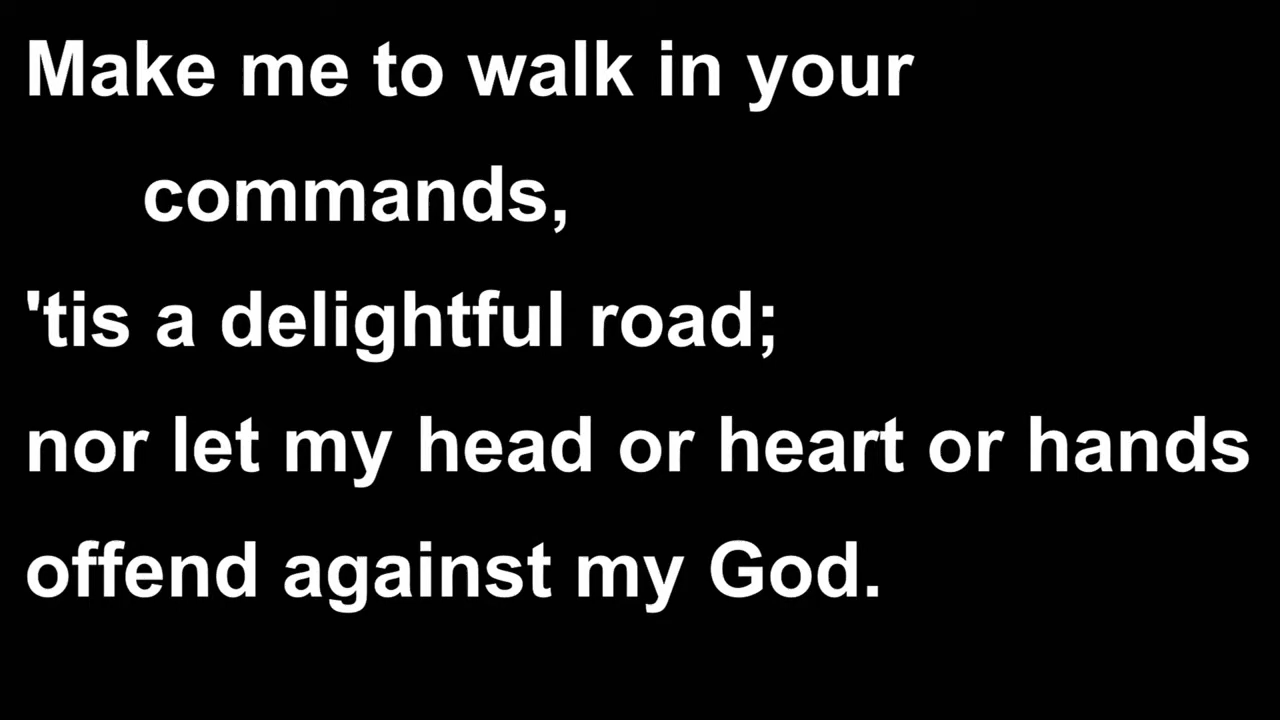 Make me to walk in your
commands,
'tis a delightful road;
nor let my head or heart or hands
offend against my God.